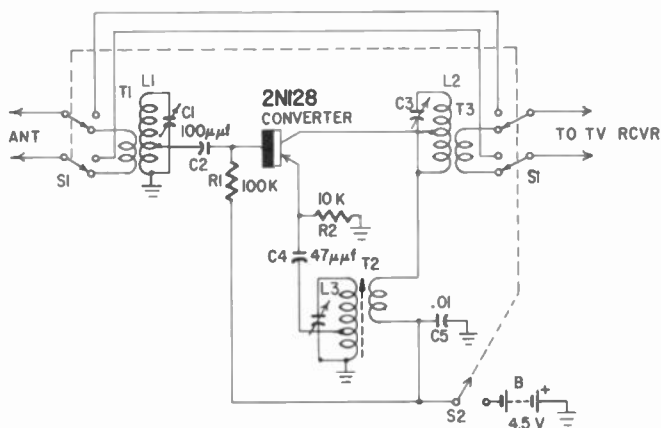 L1
T1
C1
100µµf
C2
ANT
S1
R1
100K
2N128
CONVERTER
C3
L2
T3
TO TV RCVR
S1
10K
R2
C4
47µµf
T2
L3
.01
C5
S2
B
+
4.5 V